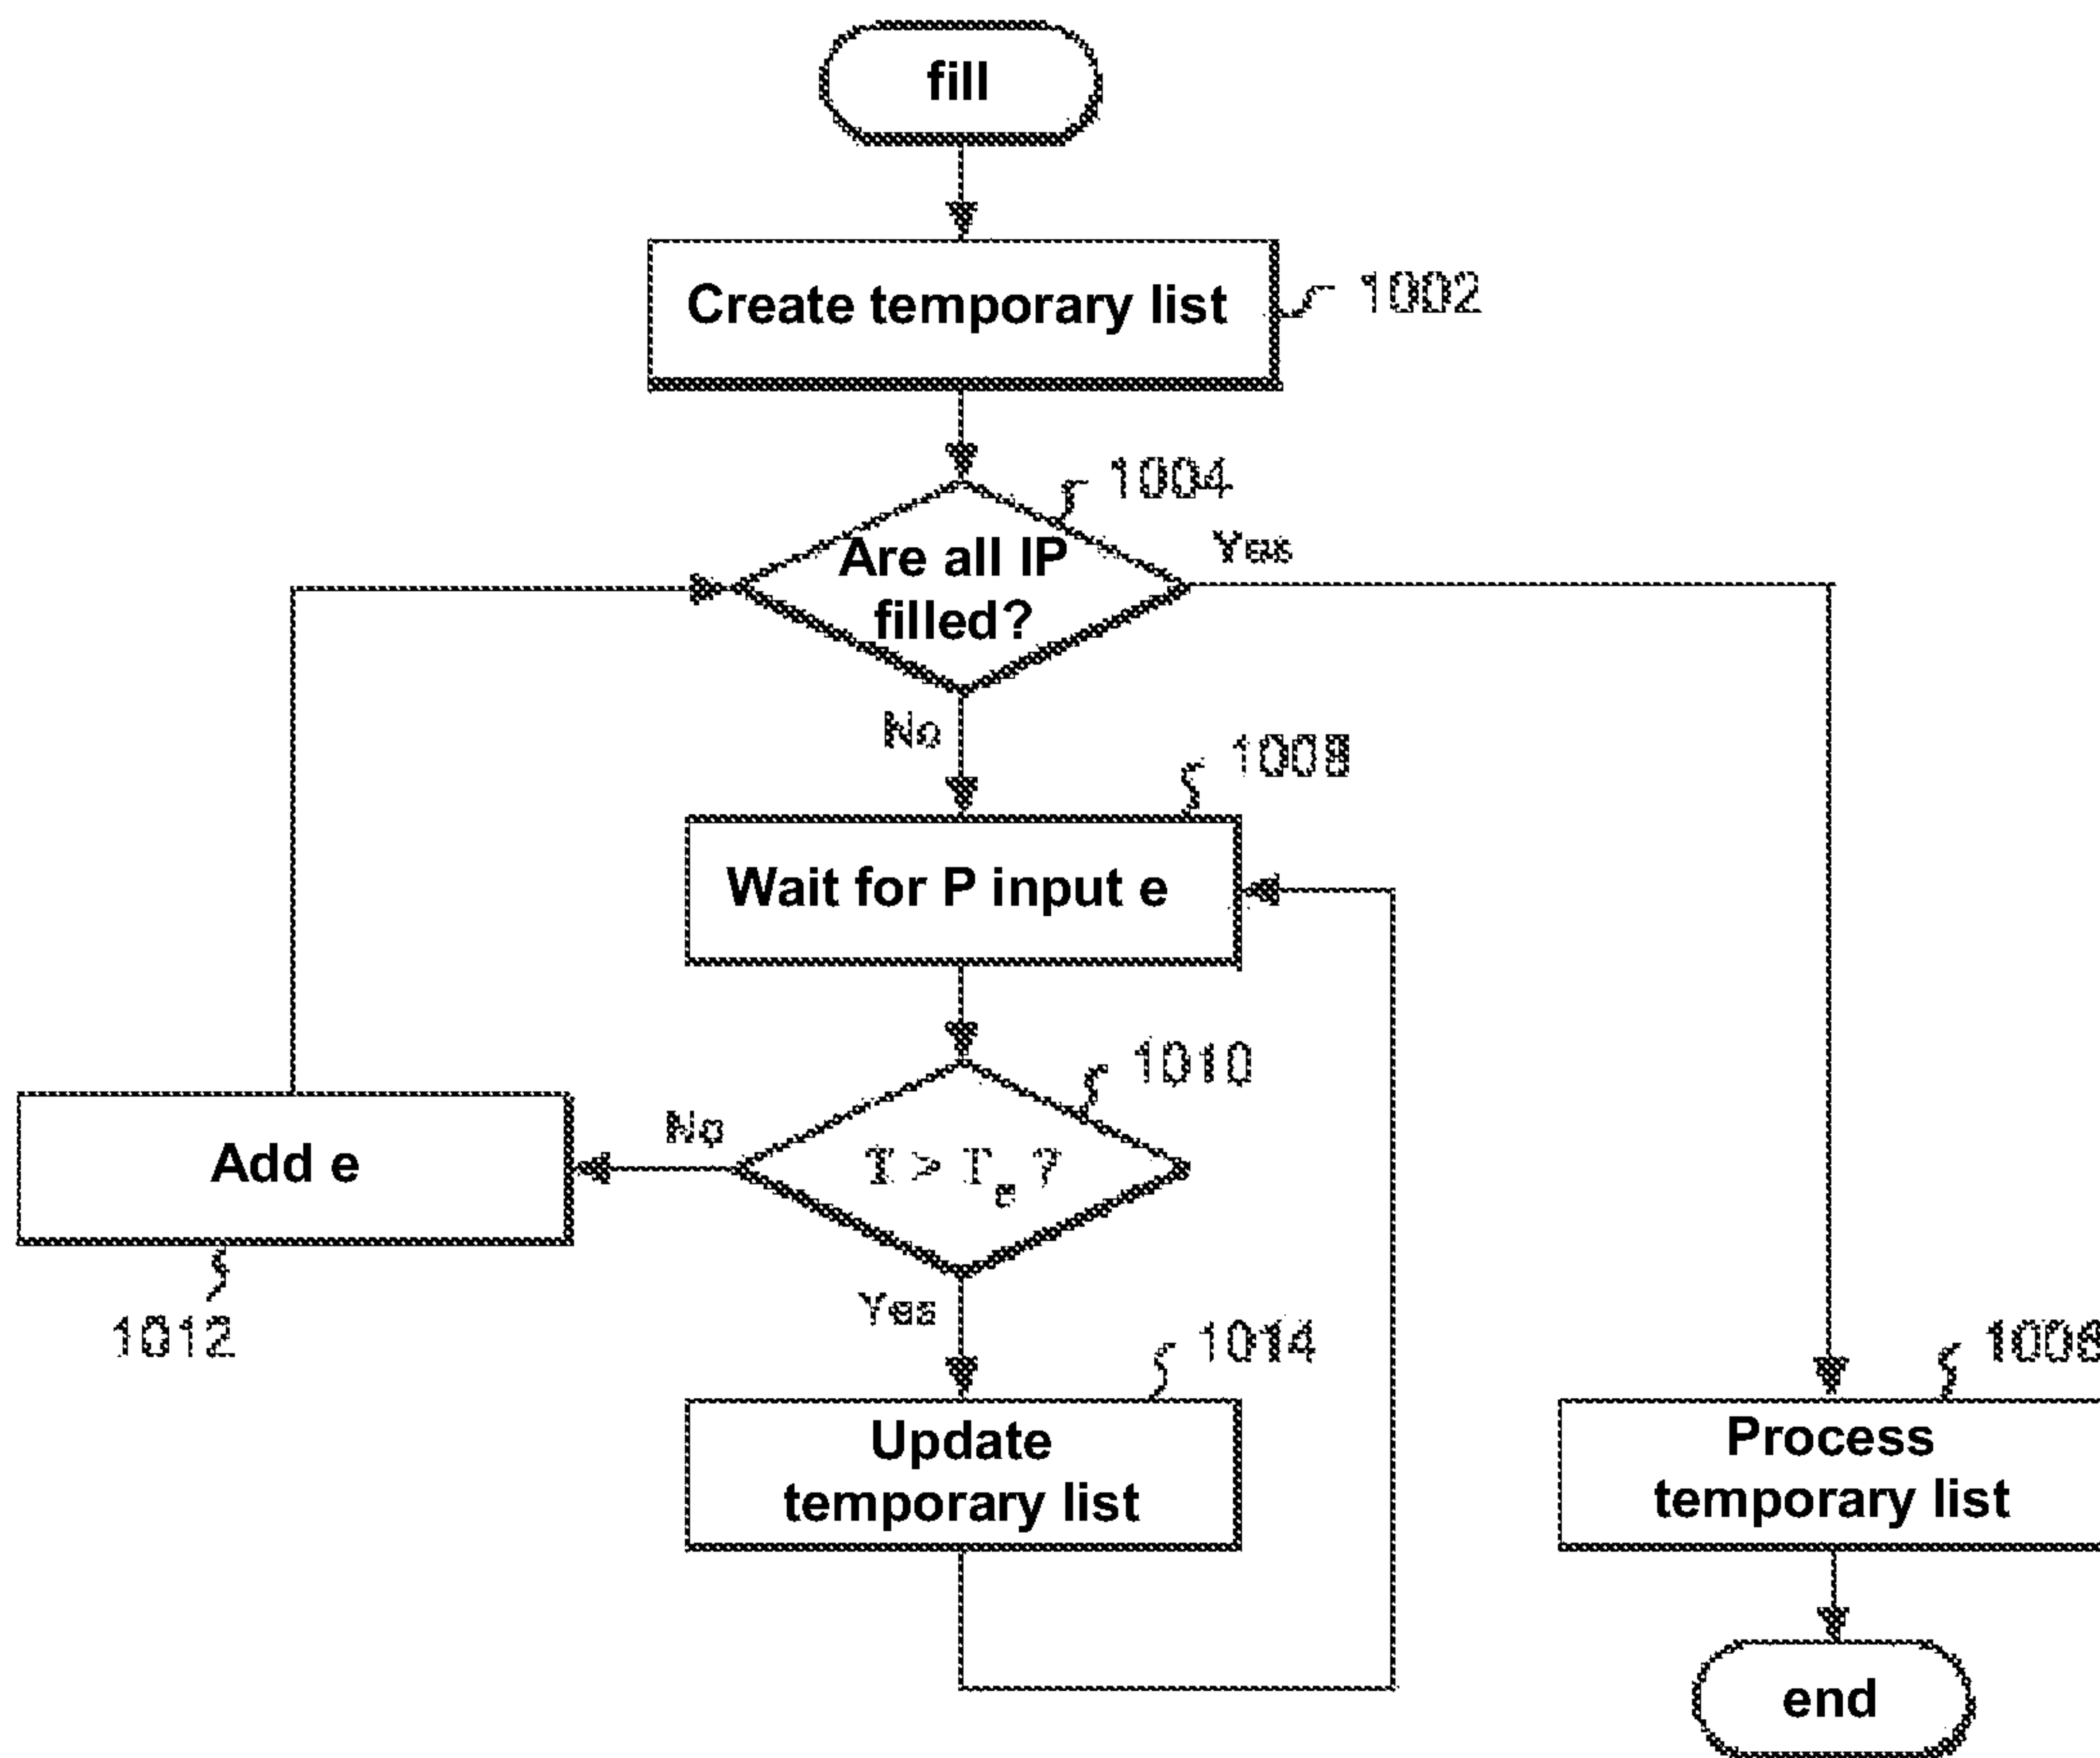 fill
Create temporary list
1002
1004
Are all IP
filled?
Yes
No
1008
Wait for P input e
1010
No
Add e
T > Te ?
1012
Yes
1014
1006
Update
temporary list
Process
temporary list
end